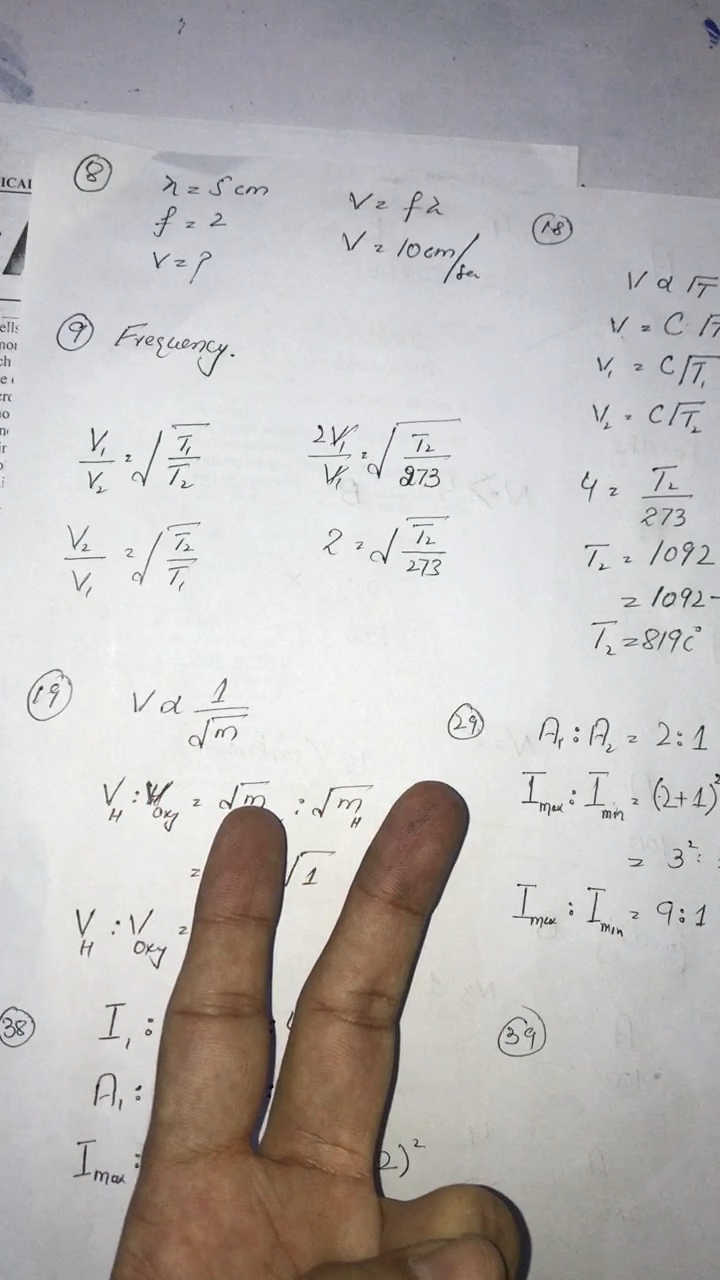 ICAL
8
λ = 5 cm
f = 2
V = ?
V = fλ
V = 10 cm/sec
9 Frequency.
V₁/V₂ = √(T₁/T₂)
V₂/V₁ = √(T₂/T₁)
2V₁/V₁ = √(T₂/273)
2 = √(T₂/273)
18
V α √T
V = C √T
V₁ = C√T₁
V₂ = C√T₂
4 = T₂/273
T₂ = 1092
= 1092-
T₂ = 819c°
19 V α 1/√m
V_H : V_oxy = √m : √m_H
= √1
V_H : V_oxy =
29 A₁ : A₂ = 2:1
I_max : I_min = (2+1)²
= 3² :
I_max : I_min = 9:1
38 I₁ :
A₁ :
I_max : 2)²
39